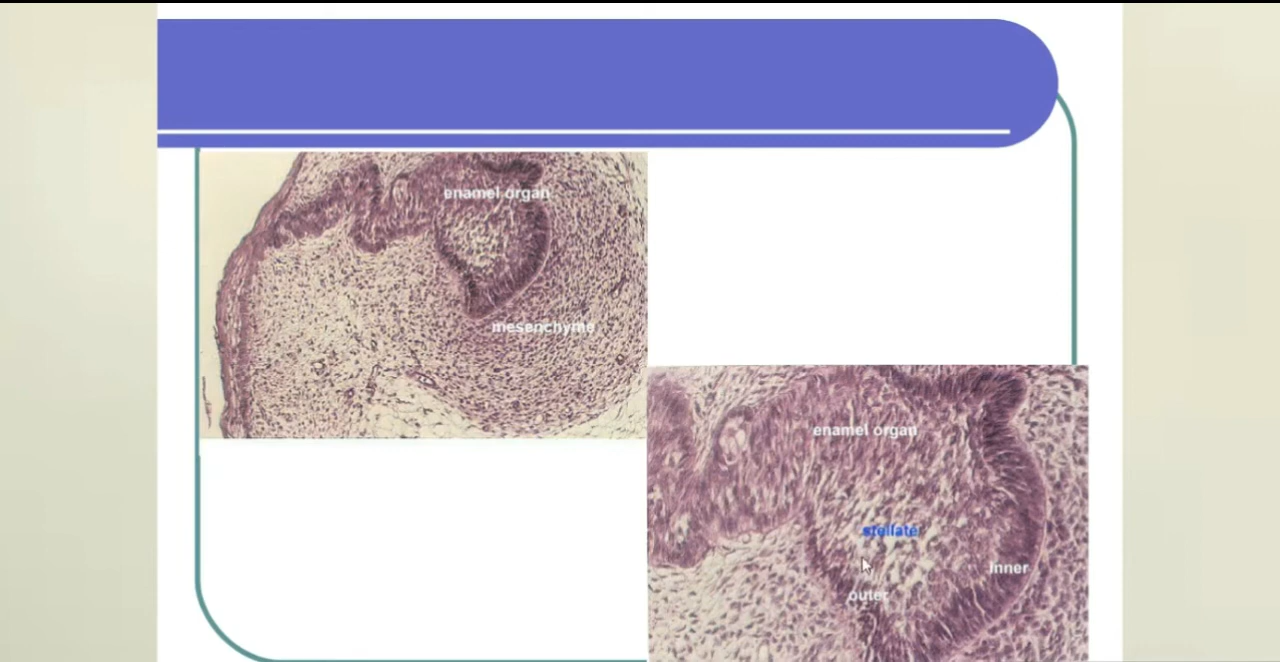 enamel organ
mesenchyme
enamel organ
stellate
inner
outer